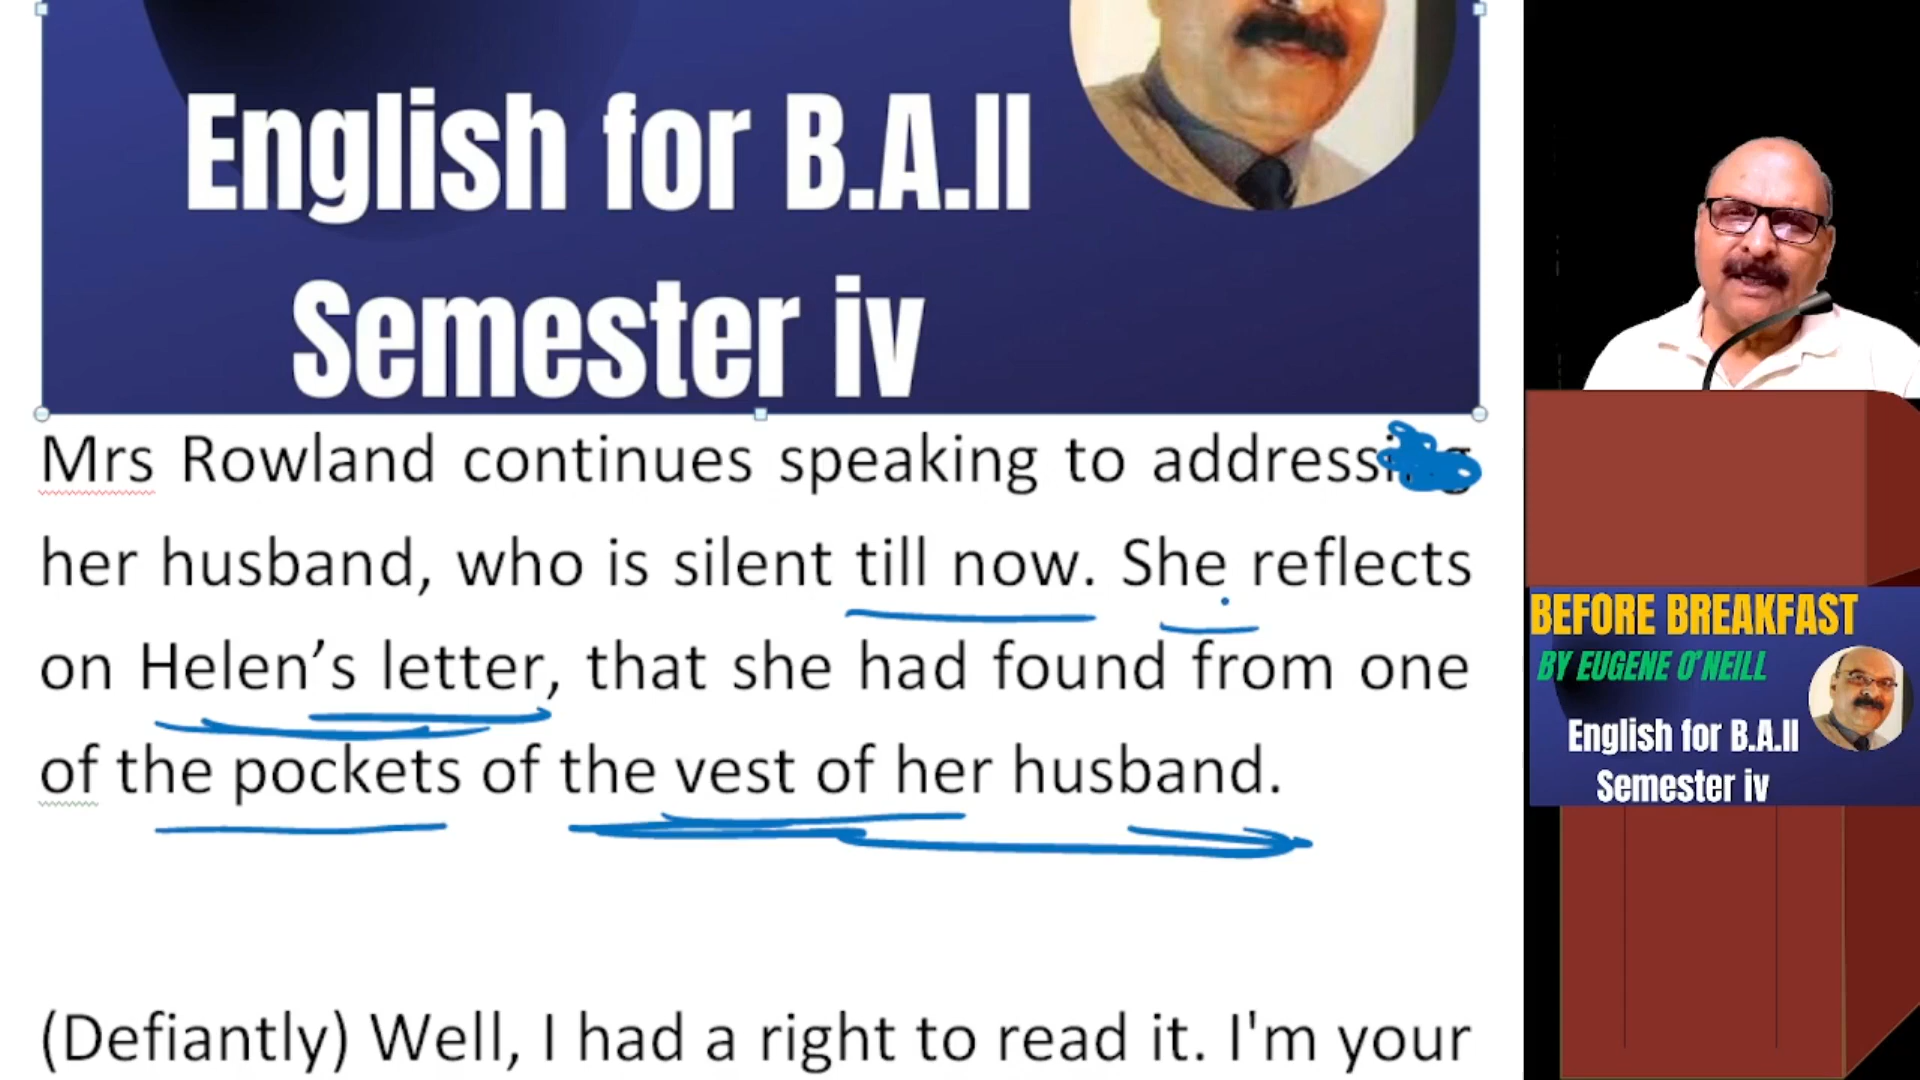 English for B.A.II
Semester iv
Mrs Rowland continues speaking to addressing
her husband, who is silent till now. She reflects
on Helen’s letter, that she had found from one
of the pockets of the vest of her husband.
(Defiantly) Well, I had a right to read it. I'm your
BEFORE BREAKFAST
BY EUGENE O'NEILL
English for B.A.II
Semester iv